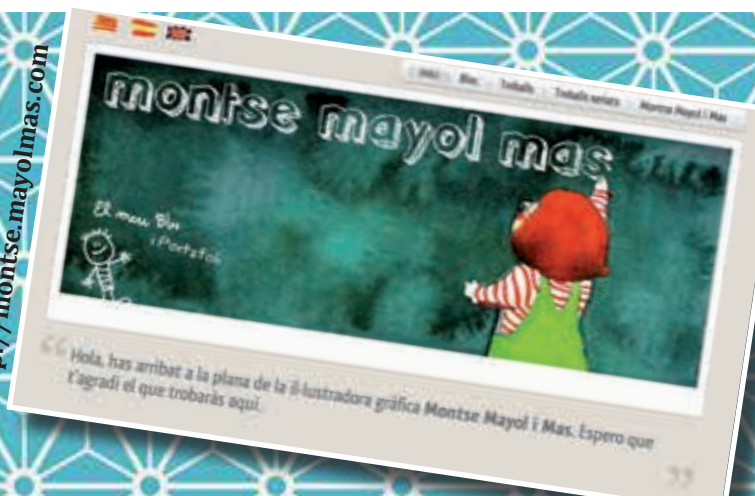 p://montse.mayolmas.com
Inici Bloc Treballs Treballs seriats Montse Mayol i Mas
montse mayol mas
El meu Bloc
i Portafoli
“ Hola, has arribat a la plana de la il·lustradora gràfica Montse Mayol i Mas. Espero que
t'agradi el que trobaràs aquí. ”